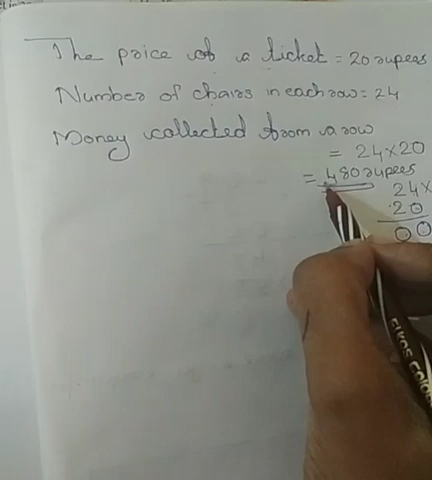 The price of a ticket = 20 rupees
Number of chairs in each row = 24
Money collected from a row
= 24 × 20
= 480 rupees
24 ×
20
00